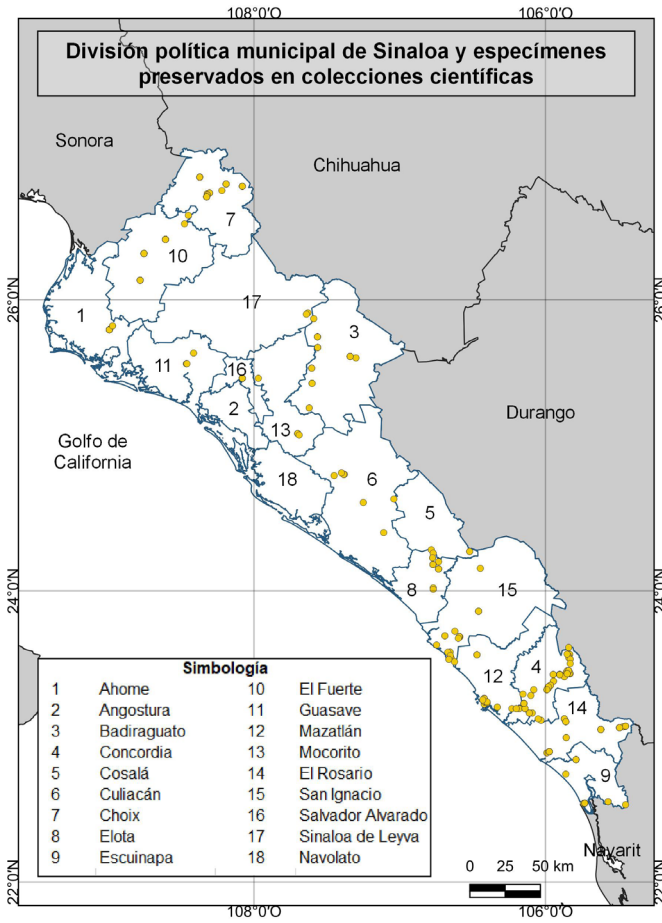 108°0'O
106°0'O
División política municipal de Sinaloa y especímenes
preservados en colecciones científicas
Sonora
Chihuahua
7
10
26°0'N
26°0'N
17
1
3
11
16
2
Durango
13
Golfo de
California
18
6
5
24°0'N
24°0'N
8
15
4
12
14
9
Simbología
1 Ahome 10 El Fuerte
2 Angostura 11 Guasave
3 Badiraguato 12 Mazatlán
4 Concordia 13 Mocorito
5 Cosalá 14 El Rosario
6 Culiacán 15 San Ignacio
7 Choix 16 Salvador Alvarado
8 Elota 17 Sinaloa de Leyva
9 Escuinapa 18 Navolato
Nayarit
0 25 50 km
22°0'N
22°0'N
108°0'O
106°0'O